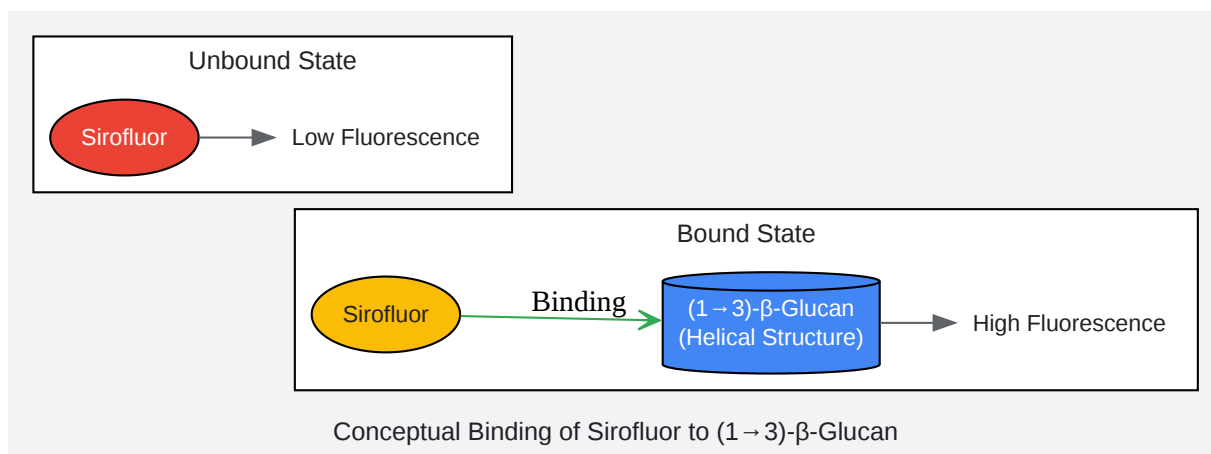 Unbound State
Sirofluor
Low Fluorescence
Bound State
Sirofluor
Binding
(1→3)-β-Glucan
(Helical Structure)
High Fluorescence
Conceptual Binding of Sirofluor to (1→3)-β-Glucan